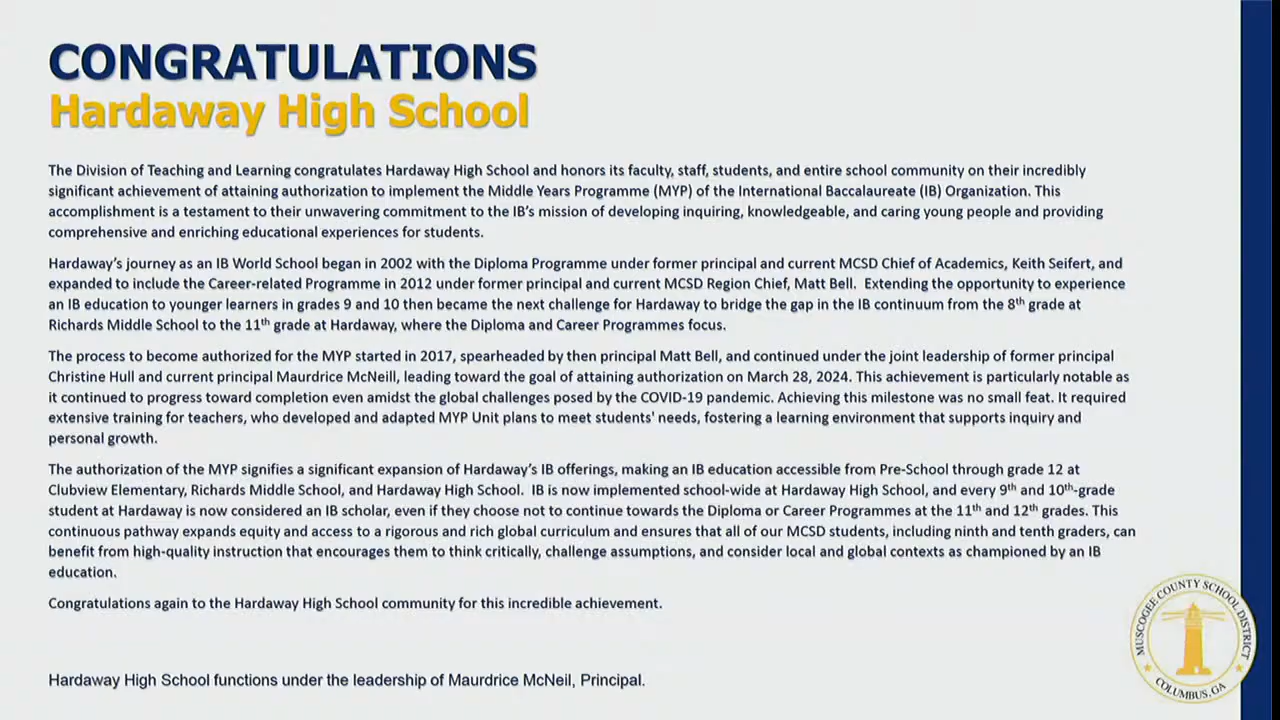 CONGRATULATIONS
Hardaway High School
The Division of Teaching and Learning congratulates Hardaway High School and honors its faculty, staff, students, and entire school community on their incredibly
significant achievement of attaining authorization to implement the Middle Years Programme (MYP) of the International Baccalaureate (IB) Organization. This
accomplishment is a testament to their unwavering commitment to the IB's mission of developing inquiring, knowledgeable, and caring young people and providing
comprehensive and enriching educational experiences for students.
Hardaway's journey as an IB World School began in 2002 with the Diploma Programme under former principal and current MCSD Chief of Academics, Keith Seifert, and
expanded to include the Career-related Programme in 2012 under former principal and current MCSD Region Chief, Matt Bell.  Extending the opportunity to experience
an IB education to younger learners in grades 9 and 10 then became the next challenge for Hardaway to bridge the gap in the IB continuum from the 8th grade at
Richards Middle School to the 11th grade at Hardaway, where the Diploma and Career Programmes focus.
The process to become authorized for the MYP started in 2017, spearheaded by then principal Matt Bell, and continued under the joint leadership of former principal
Christine Hull and current principal Maurdrice McNeill, leading toward the goal of attaining authorization on March 28, 2024. This achievement is particularly notable as
it continued to progress toward completion even amidst the global challenges posed by the COVID-19 pandemic. Achieving this milestone was no small feat. It required
extensive training for teachers, who developed and adapted MYP Unit plans to meet students' needs, fostering a learning environment that supports inquiry and
personal growth.
The authorization of the MYP signifies a significant expansion of Hardaway's IB offerings, making an IB education accessible from Pre-School through grade 12 at
Clubview Elementary, Richards Middle School, and Hardaway High School.  IB is now implemented school-wide at Hardaway High School, and every 9th and 10th-grade
student at Hardaway is now considered an IB scholar, even if they choose not to continue towards the Diploma or Career Programmes at the 11th and 12th grades. This
continuous pathway expands equity and access to a rigorous and rich global curriculum and ensures that all of our MCSD students, including ninth and tenth graders, can
benefit from high-quality instruction that encourages them to think critically, challenge assumptions, and consider local and global contexts as championed by an IB
education.
Congratulations again to the Hardaway High School community for this incredible achievement.
MUSCOGEE COUNTY SCHOOL DISTRICT
COLUMBUS, GA
Hardaway High School functions under the leadership of Maurdrice McNeil, Principal.